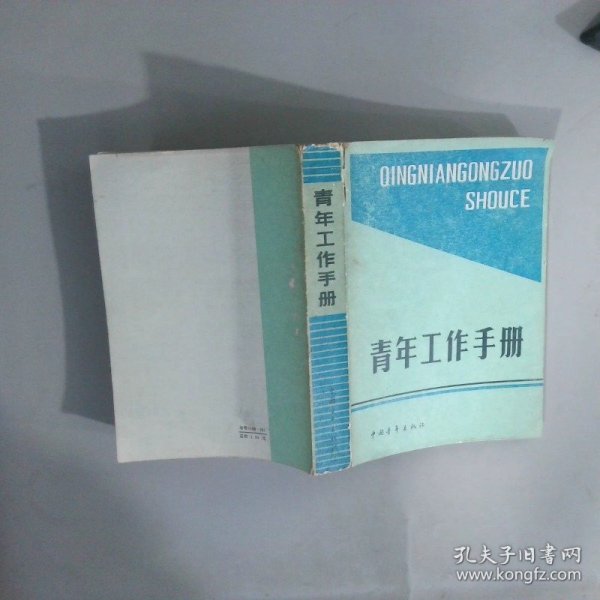 QINGNIANGONGZUO
SHOUCE
青年工作手册
中国青年出版社
青年工作手册
孔夫子旧书网
www.kongfz.com